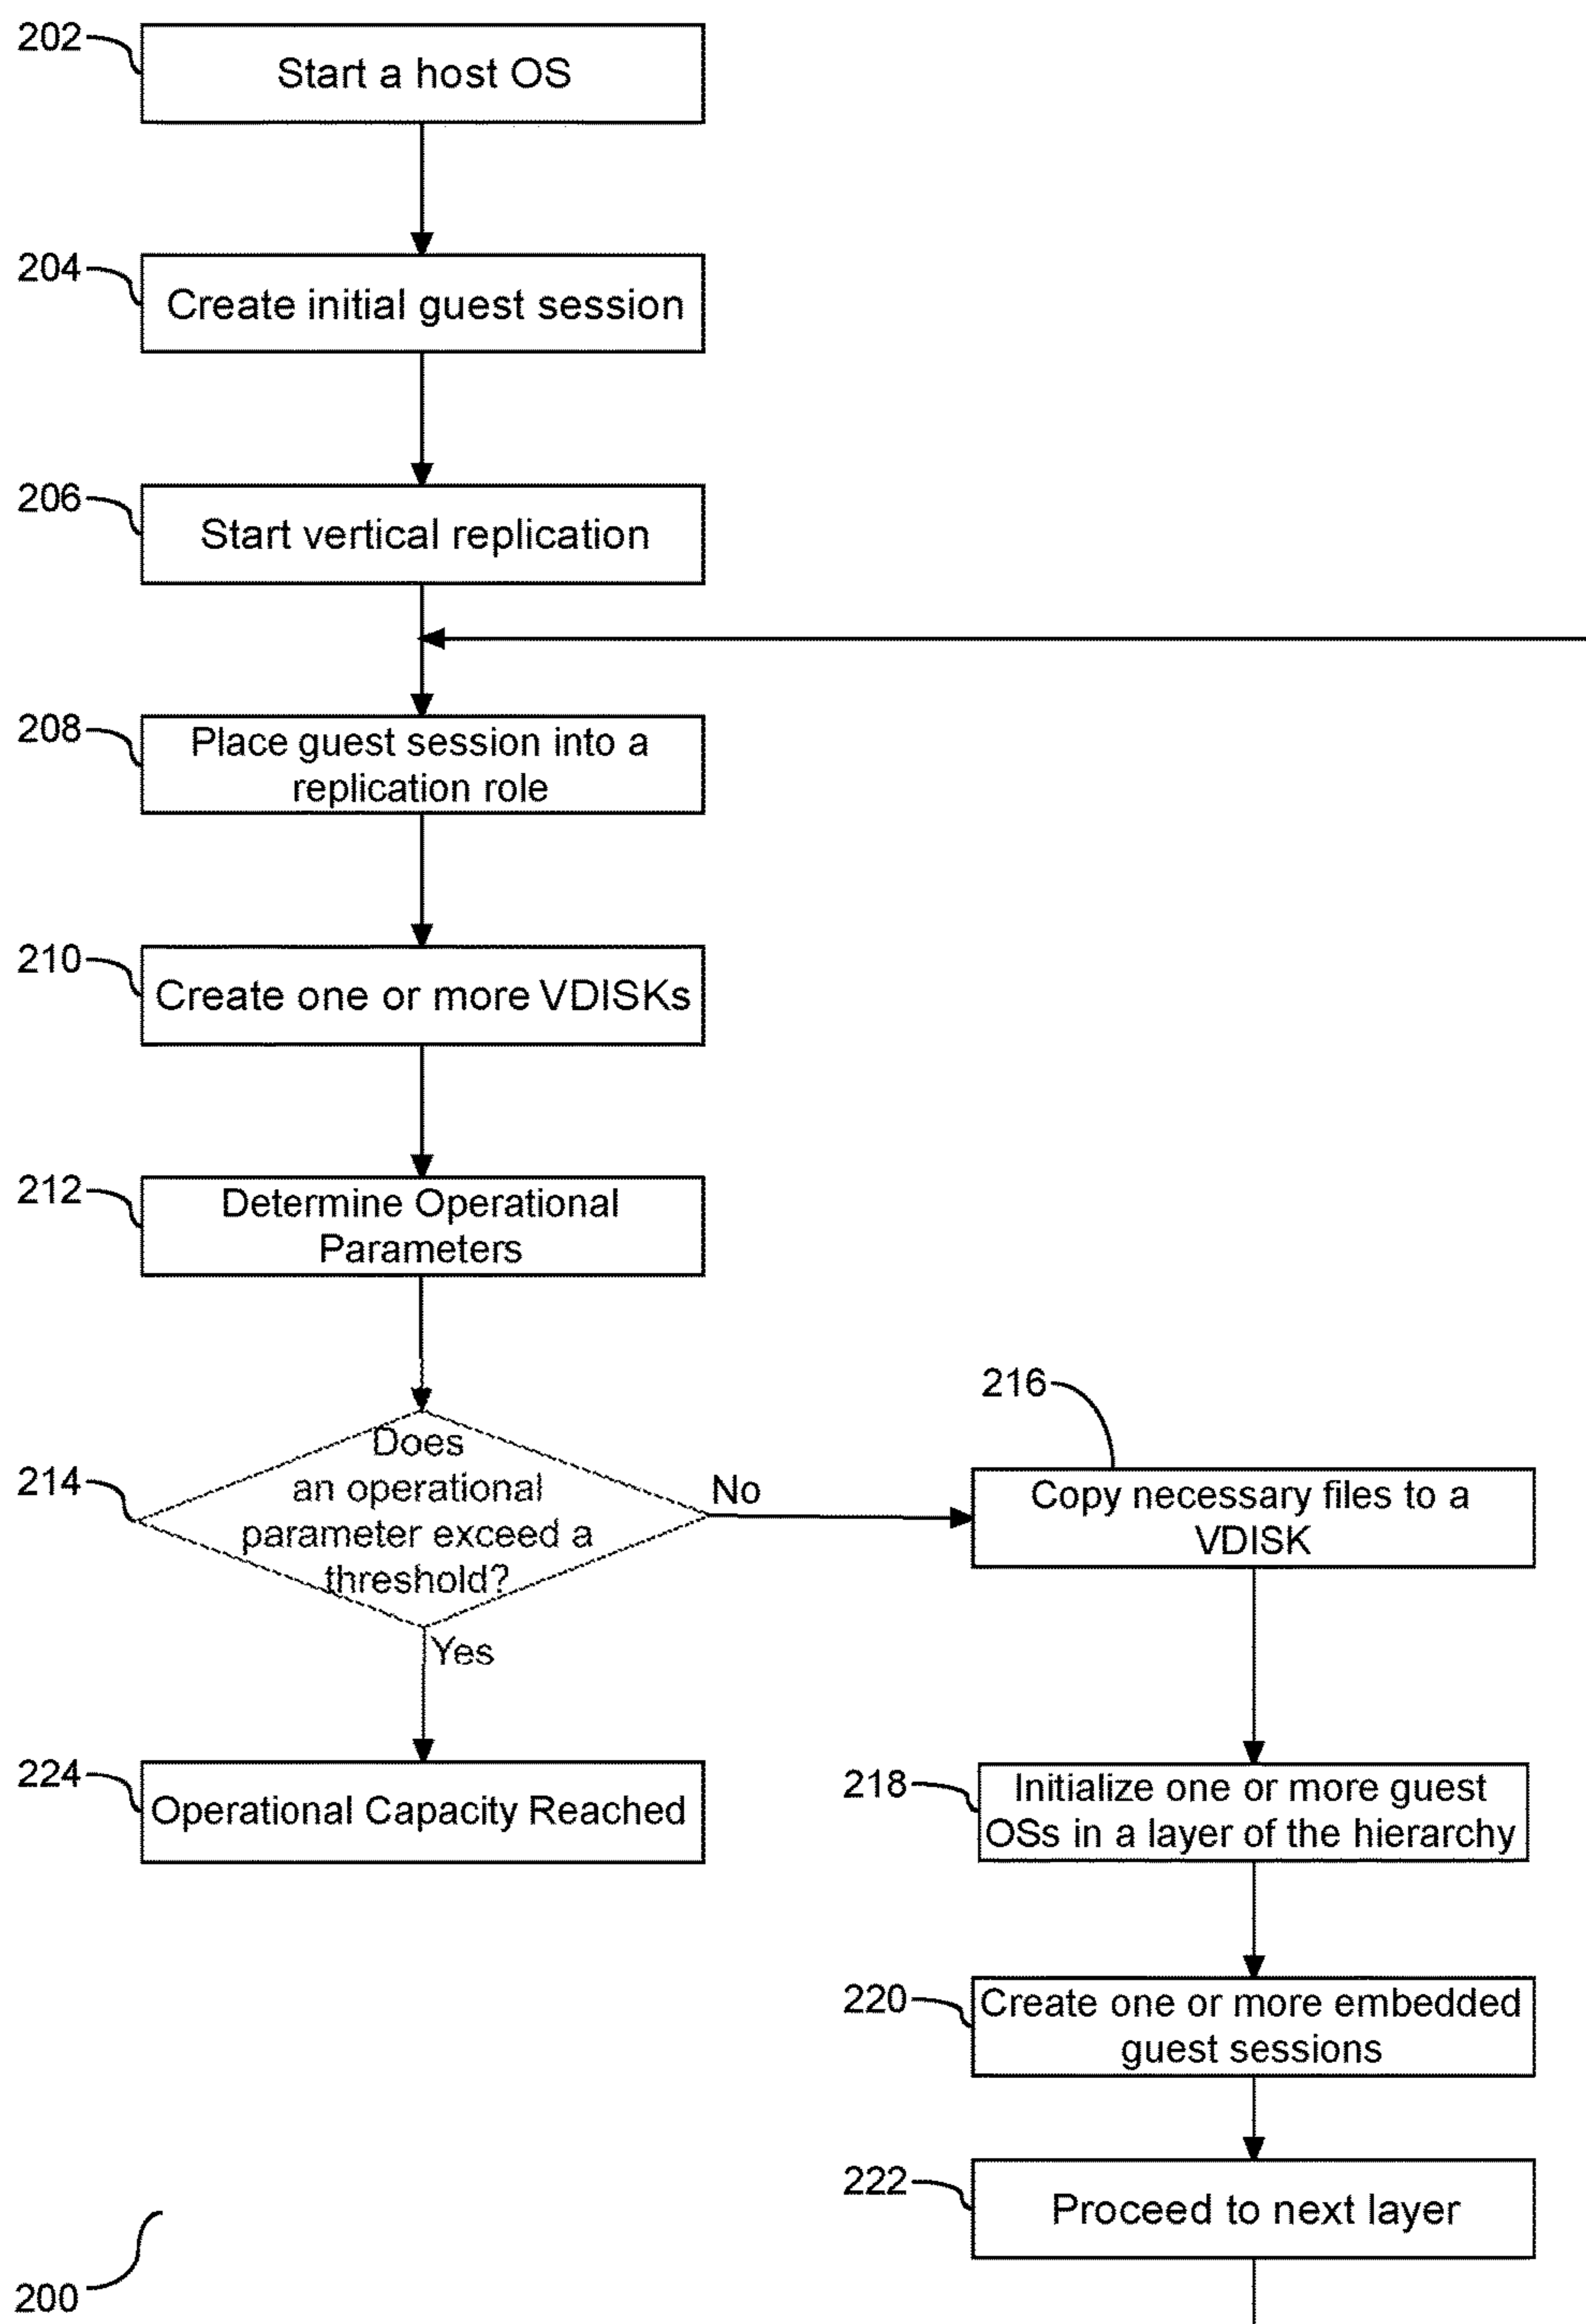 202
Start a host OS
204
Create initial guest session
206
Start vertical replication
208
Place guest session into a
replication role
210
Create one or more VDISKs
212
Determine Operational
Parameters
214
Does
an operational
parameter exceed a
threshold?
No
Yes
216
Copy necessary files to a
VDISK
224
Operational Capacity Reached
218
Initialize one or more guest
OSs in a layer of the hierarchy
220
Create one or more embedded
guest sessions
222
Proceed to next layer
200